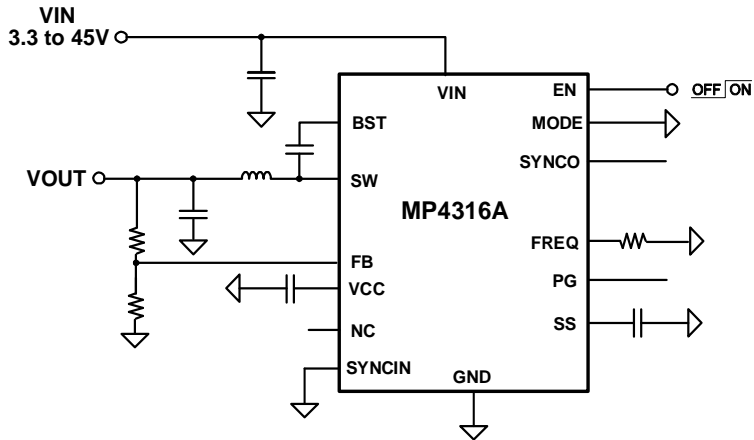 VIN
3.3 to 45V
VIN
EN
OFF ON
BST
MODE
SYNCO
VOUT
SW
MP4316A
FREQ
FB
VCC
PG
NC
SS
SYNCIN
GND